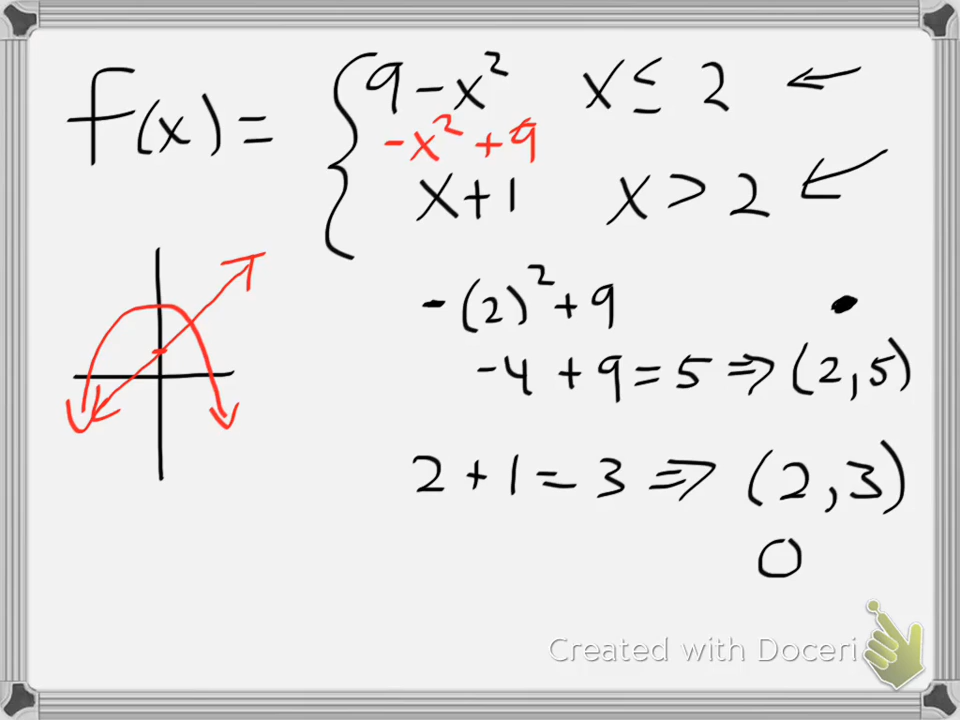 f(x) = { 9 - x² x ≤ 2 ←
-x² + 9
x + 1 x > 2 ←
-(2)² + 9
-4 + 9 = 5 ⇒ (2,5)
2 + 1 = 3 ⇒ (2,3)
Created with Doceri